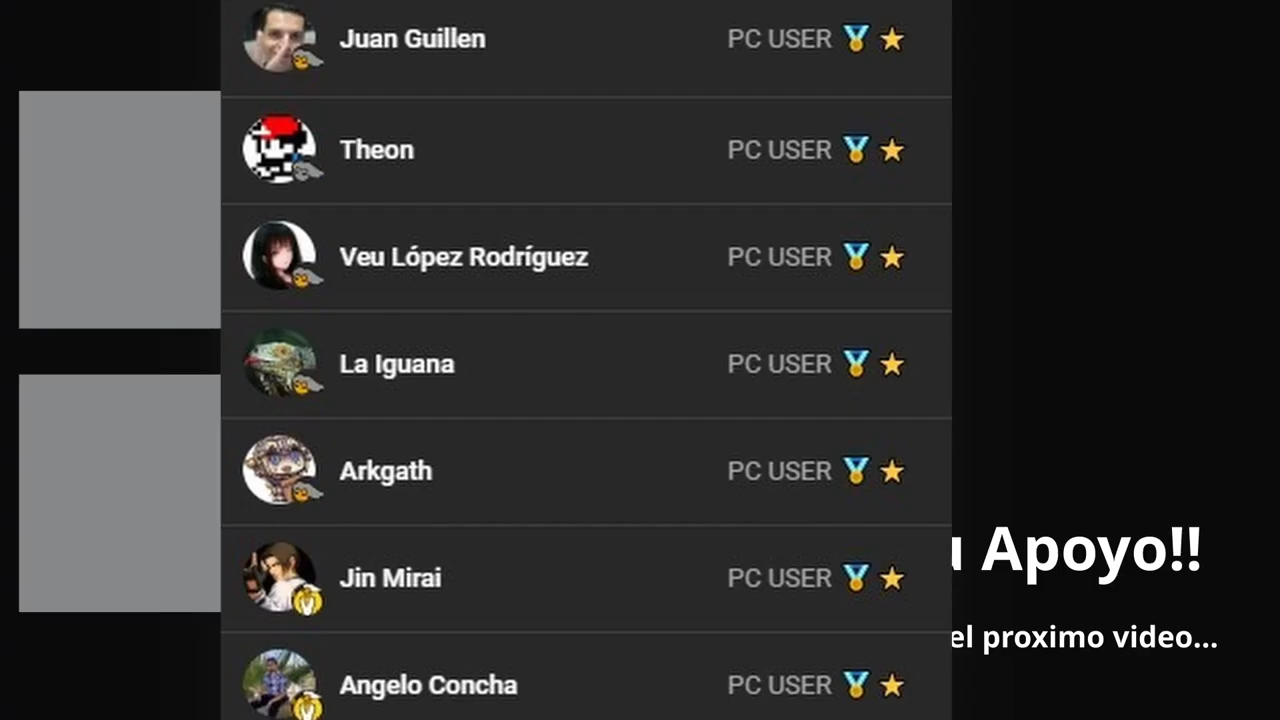 Juan Guillen PC USER
Theon PC USER
Veu López Rodríguez PC USER
La Iguana PC USER
Arkgath PC USER
Jin Mirai PC USER
Angelo Concha PC USER
Apoyo!!
el proximo video...